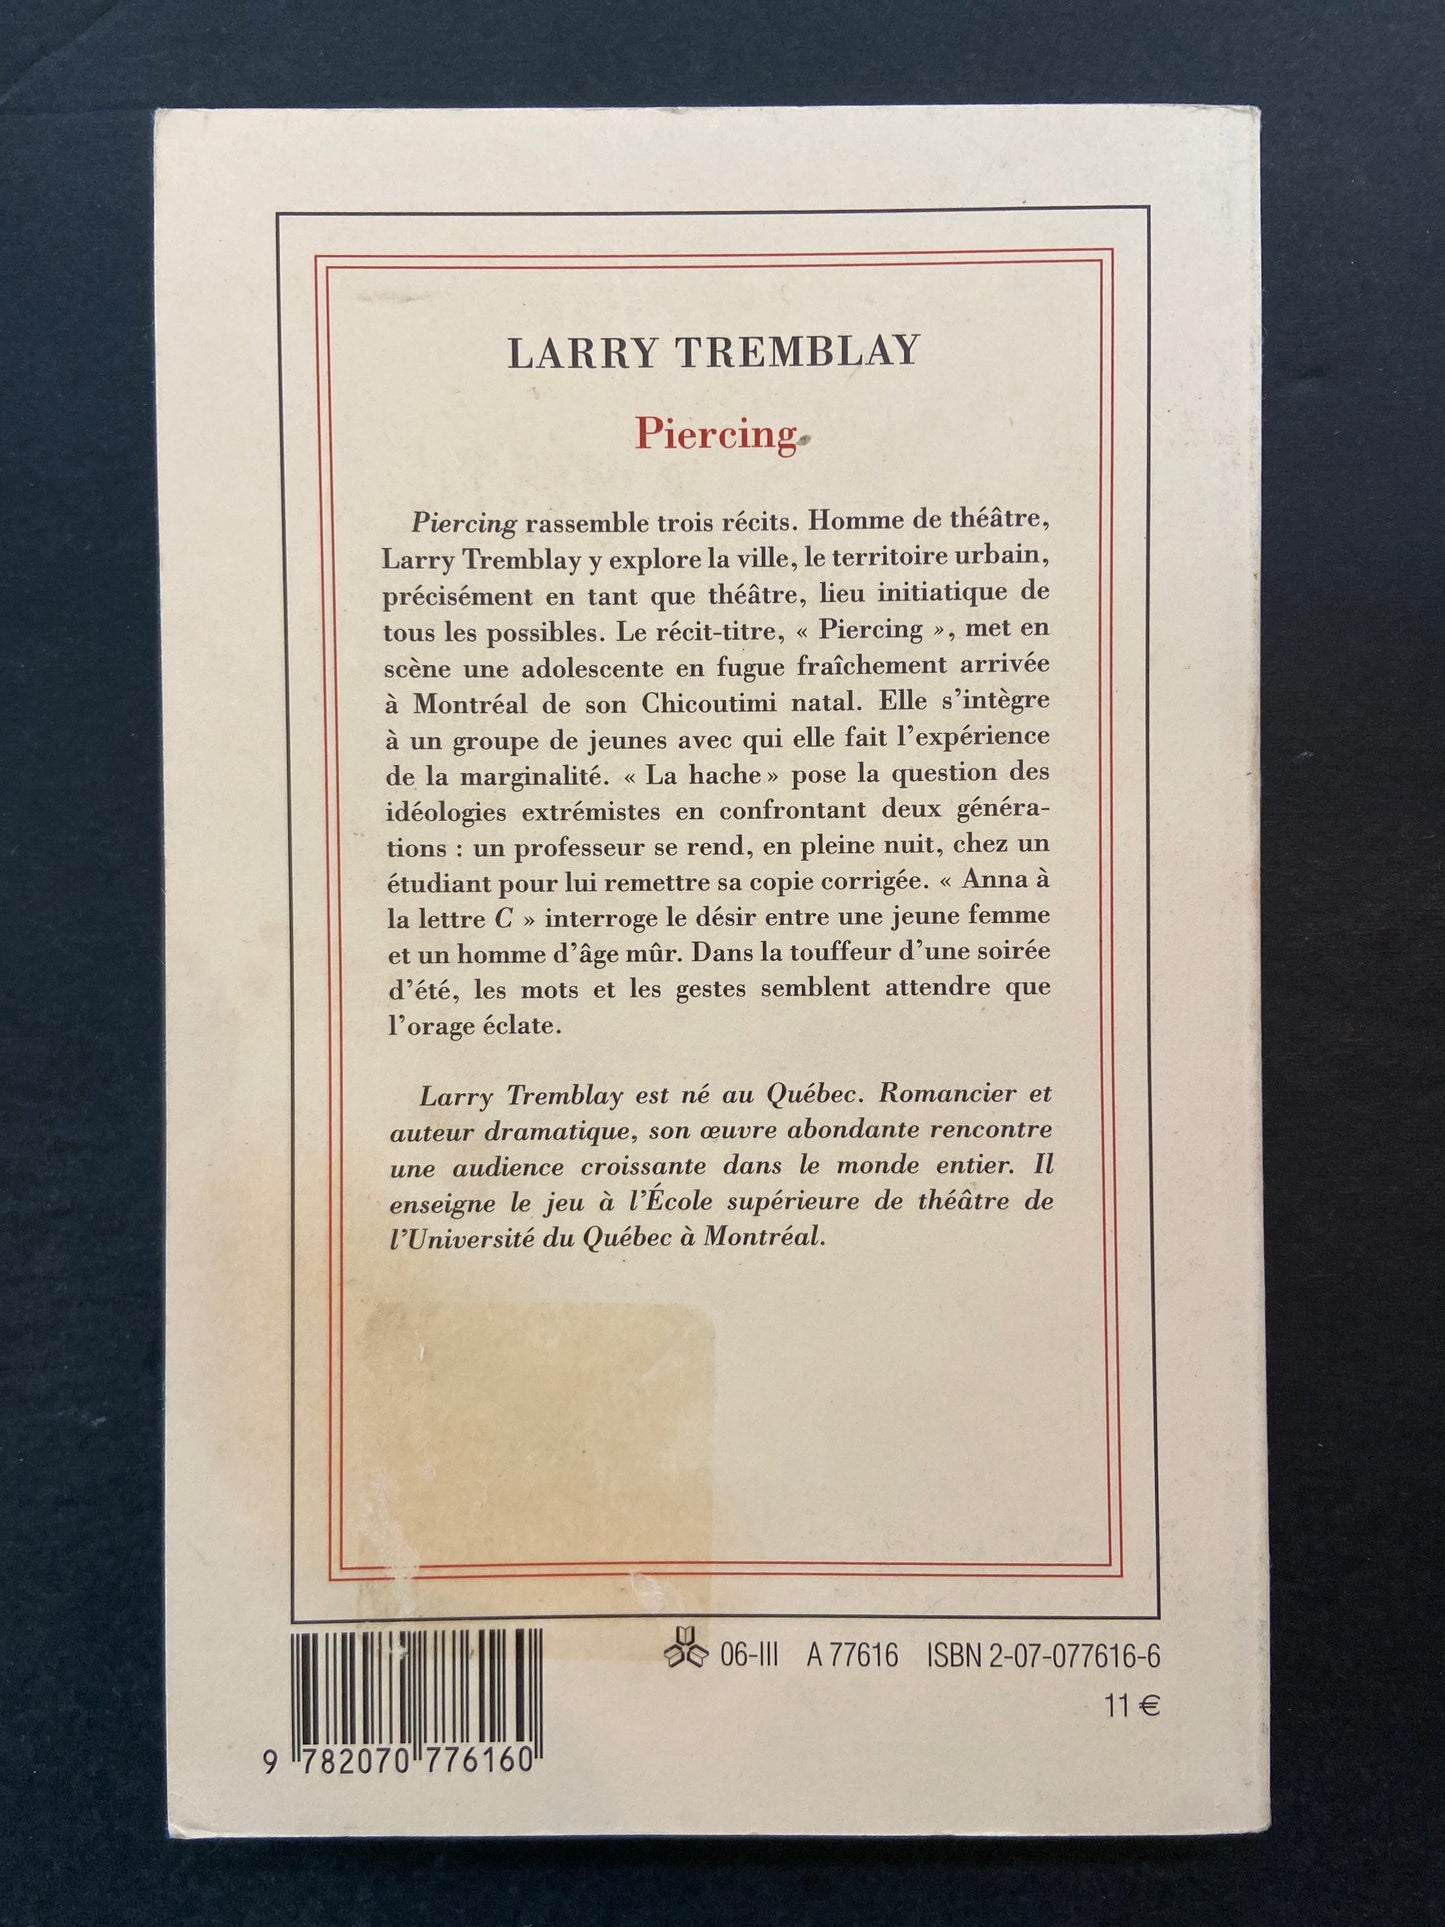 LARRY TREMBLAY
Piercing
Piercing rassemble trois récits. Homme de théâtre,
Larry Tremblay y explore la ville, le territoire urbain,
précisément en tant que théâtre, lieu initiatique de
tous les possibles. Le récit-titre, « Piercing », met en
scène une adolescente en fugue fraîchement arrivée
à Montréal de son Chicoutimi natal. Elle s’intègre
à un groupe de jeunes avec qui elle fait l’expérience
de la marginalité. « La hache » pose la question des
idéologies extrémistes en confrontant deux généra-
tions : un professeur se rend, en pleine nuit, chez un
étudiant pour lui remettre sa copie corrigée. « Anna à
la lettre C » interroge le désir entre une jeune femme
et un homme d’âge mûr. Dans la touffeur d’une soirée
d’été, les mots et les gestes semblent attendre que
l’orage éclate.
Larry Tremblay est né au Québec. Romancier et
auteur dramatique, son œuvre abondante rencontre
une audience croissante dans le monde entier. Il
enseigne le jeu à l’École supérieure de théâtre de
l’Université du Québec à Montréal.
06-III A 77616 ISBN 2-07-077616-6
11 €
9 782070 776160